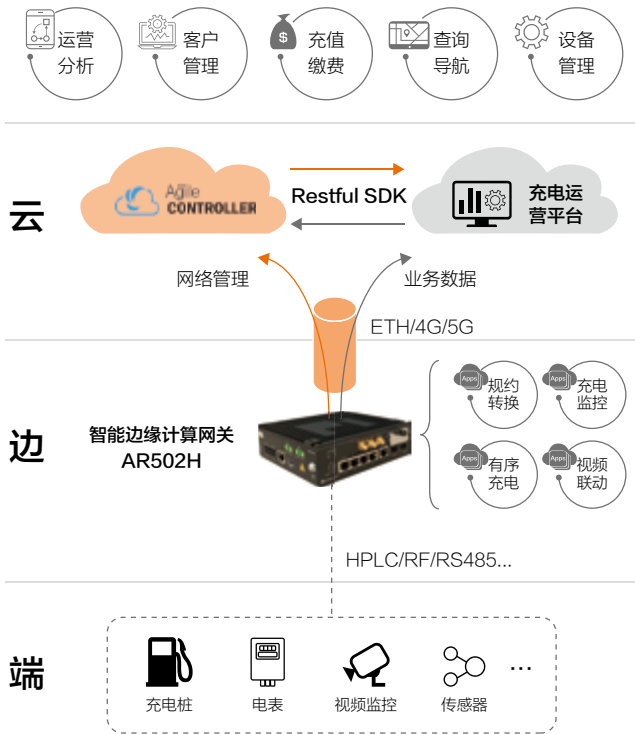 运营
分析
客户
管理
充值
缴费
查询
导航
设备
管理
$
云
Agile
CONTROLLER
Restful SDK
充电运
营平台
网络管理
业务数据
ETH/4G/5G
边
智能边缘计算网关
AR502H
Apps
规约
转换
Apps
充电
监控
Apps
有序
充电
Apps
视频
联动
HPLC/RF/RS485...
端
充电桩
电表
视频监控
传感器
...